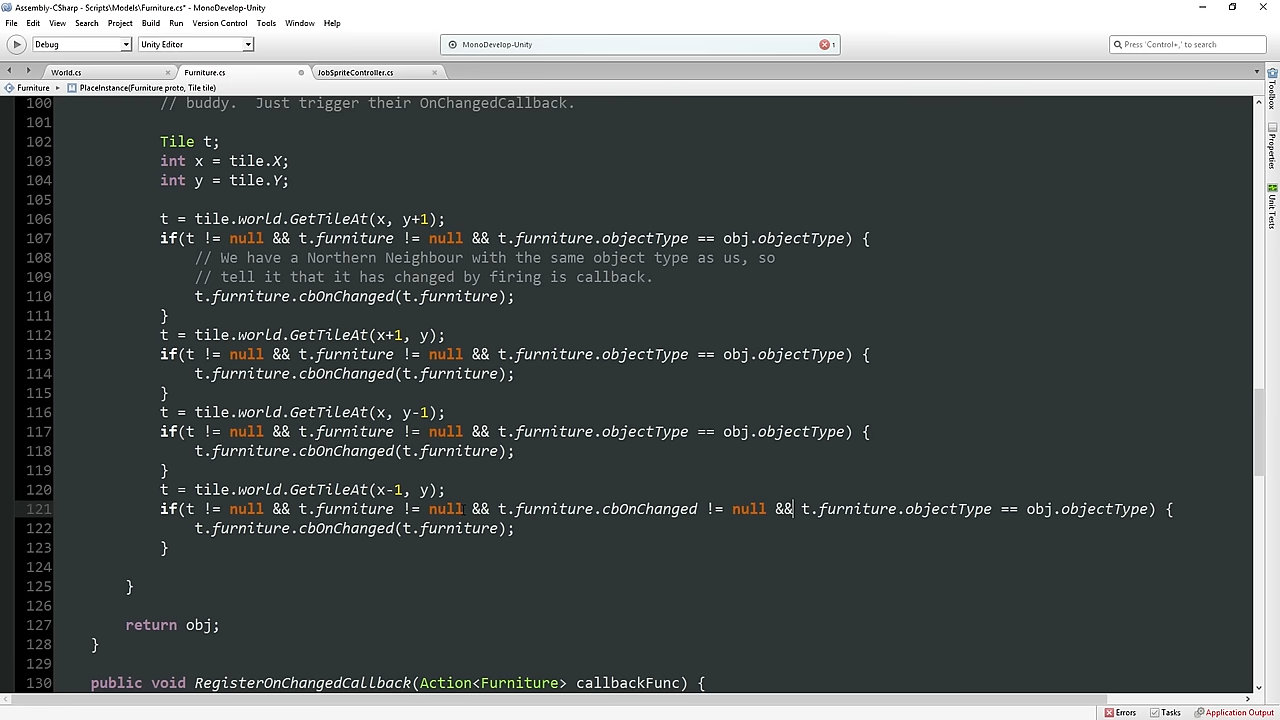 Assembly-CSharp - Scripts\Models\Furniture.cs* - MonoDevelop-Unity
File Edit View Search Project Build Run Version Control Tools Window Help
Debug Unity Editor MonoDevelop-Unity 1 Press 'Control+,' to search
World.cs Furniture.cs JobSpriteController.cs
Furniture PlaceInstance(Furniture proto, Tile tile)
Toolbox
Properties
Unit Tests
100 // buddy.  Just trigger their OnChangedCallback.
101
102 Tile t;
103 int x = tile.X;
104 int y = tile.Y;
105
106 t = tile.world.GetTileAt(x, y+1);
107 if(t != null && t.furniture != null && t.furniture.objectType == obj.objectType) {
108 // We have a Northern Neighbour with the same object type as us, so
109 // tell it that it has changed by firing is callback.
110 t.furniture.cbOnChanged(t.furniture);
111 }
112 t = tile.world.GetTileAt(x+1, y);
113 if(t != null && t.furniture != null && t.furniture.objectType == obj.objectType) {
114 t.furniture.cbOnChanged(t.furniture);
115 }
116 t = tile.world.GetTileAt(x, y-1);
117 if(t != null && t.furniture != null && t.furniture.objectType == obj.objectType) {
118 t.furniture.cbOnChanged(t.furniture);
119 }
120 t = tile.world.GetTileAt(x-1, y);
121 if(t != null && t.furniture != null && t.furniture.cbOnChanged != null && t.furniture.objectType == obj.objectType) {
122 t.furniture.cbOnChanged(t.furniture);
123 }
124
125 }
126
127 return obj;
128 }
129
130 public void RegisterOnChangedCallback(Action<Furniture> callbackFunc) {
Errors Tasks Application Output